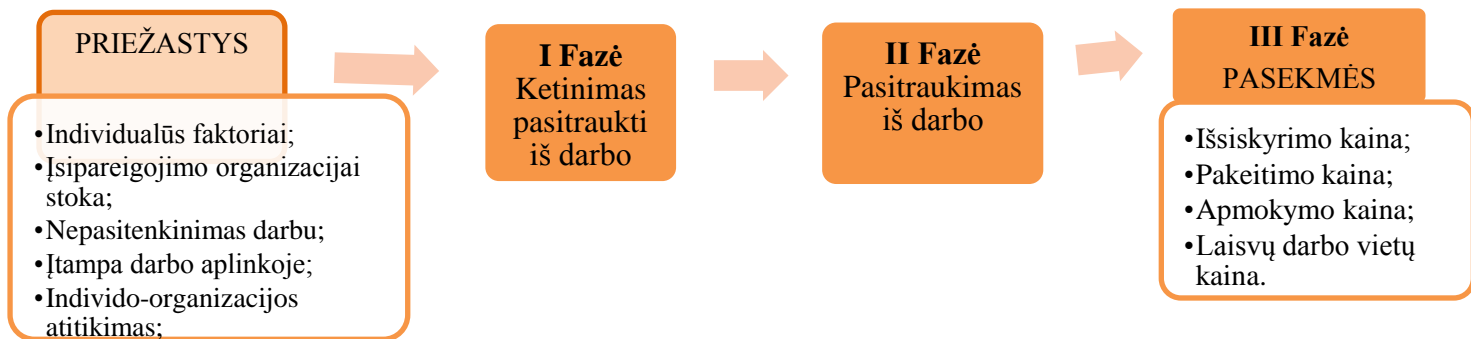 PRIEŽASTYS
•Individualūs faktoriai;
•Įsipareigojimo organizacijai
stoka;
•Nepasitenkinimas darbu;
•Įtampa darbo aplinkoje;
•Individo-organizacijos
atitikimas;
I Fazė
Ketinimas
pasitraukti
iš darbo
II Fazė
Pasitraukimas
iš darbo
III Fazė
PASEKMĖS
•Išsiskyrimo kaina;
•Pakeitimo kaina;
•Apmokymo kaina;
•Laisvų darbo vietų
kaina.